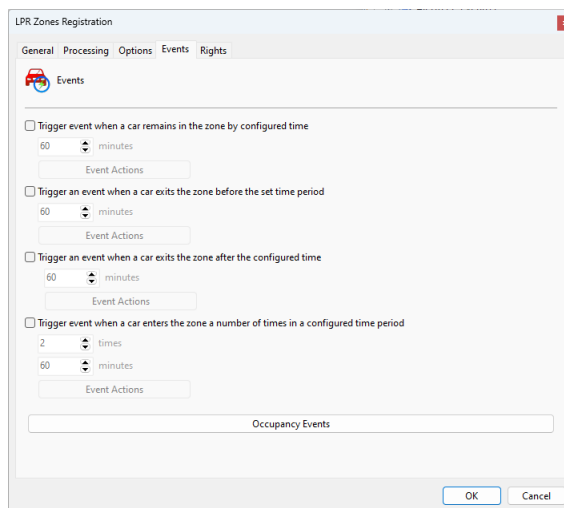 LPR Zones Registration
General Processing Options Events Rights
Events
Trigger event when a car remains in the zone by configured time
60 minutes
Event Actions
Trigger an event when a car exits the zone before the set time period
60 minutes
Event Actions
Trigger an event when a car exits the zone after the configured time
60 minutes
Event Actions
Trigger event when a car enters the zone a number of times in a configured time period
2 times
60 minutes
Event Actions
Occupancy Events
OK Cancel